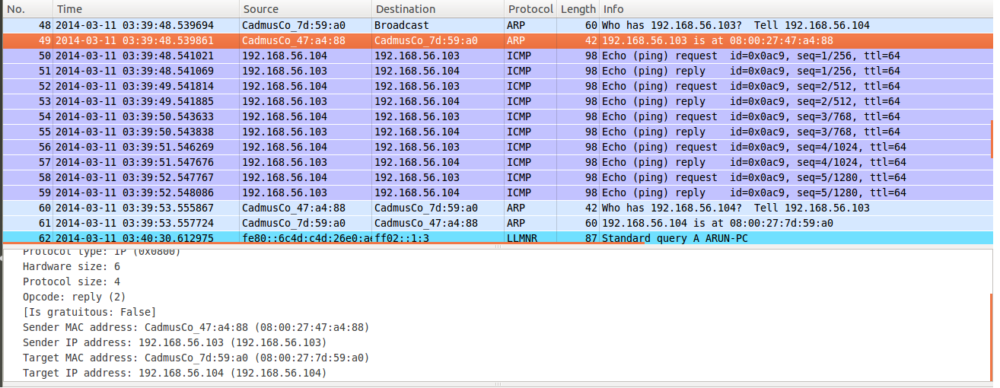 No. Time Source Destination Protocol Length Info
48 2014-03-11 03:39:48.539694 CadmusCo_7d:59:a0 Broadcast ARP 60 Who has 192.168.56.103? Tell 192.168.56.104
49 2014-03-11 03:39:48.539861 CadmusCo_47:a4:88 CadmusCo_7d:59:a0 ARP 42 192.168.56.103 is at 08:00:27:47:a4:88
50 2014-03-11 03:39:48.541021 192.168.56.104 192.168.56.103 ICMP 98 Echo (ping) request id=0x0ac9, seq=1/256, ttl=64
51 2014-03-11 03:39:48.541069 192.168.56.103 192.168.56.104 ICMP 98 Echo (ping) reply id=0x0ac9, seq=1/256, ttl=64
52 2014-03-11 03:39:49.541814 192.168.56.104 192.168.56.103 ICMP 98 Echo (ping) request id=0x0ac9, seq=2/512, ttl=64
53 2014-03-11 03:39:49.541885 192.168.56.103 192.168.56.104 ICMP 98 Echo (ping) reply id=0x0ac9, seq=2/512, ttl=64
54 2014-03-11 03:39:50.543633 192.168.56.104 192.168.56.103 ICMP 98 Echo (ping) request id=0x0ac9, seq=3/768, ttl=64
55 2014-03-11 03:39:50.543838 192.168.56.103 192.168.56.104 ICMP 98 Echo (ping) reply id=0x0ac9, seq=3/768, ttl=64
56 2014-03-11 03:39:51.546269 192.168.56.104 192.168.56.103 ICMP 98 Echo (ping) request id=0x0ac9, seq=4/1024, ttl=64
57 2014-03-11 03:39:51.547676 192.168.56.103 192.168.56.104 ICMP 98 Echo (ping) reply id=0x0ac9, seq=4/1024, ttl=64
58 2014-03-11 03:39:52.547767 192.168.56.104 192.168.56.103 ICMP 98 Echo (ping) request id=0x0ac9, seq=5/1280, ttl=64
59 2014-03-11 03:39:52.548086 192.168.56.103 192.168.56.104 ICMP 98 Echo (ping) reply id=0x0ac9, seq=5/1280, ttl=64
60 2014-03-11 03:39:53.555867 CadmusCo_47:a4:88 CadmusCo_7d:59:a0 ARP 42 Who has 192.168.56.104? Tell 192.168.56.103
61 2014-03-11 03:39:53.557724 CadmusCo_7d:59:a0 CadmusCo_47:a4:88 ARP 60 192.168.56.104 is at 08:00:27:7d:59:a0
62 2014-03-11 03:40:30.612975 fe80::6c4d:c4d:26e0:ae ff02::1:3 LLMNR 87 Standard query A ARUN-PC
Protocol type: IP (0x0800)
Hardware size: 6
Protocol size: 4
Opcode: reply (2)
[Is gratuitous: False]
Sender MAC address: CadmusCo_47:a4:88 (08:00:27:47:a4:88)
Sender IP address: 192.168.56.103 (192.168.56.103)
Target MAC address: CadmusCo_7d:59:a0 (08:00:27:7d:59:a0)
Target IP address: 192.168.56.104 (192.168.56.104)